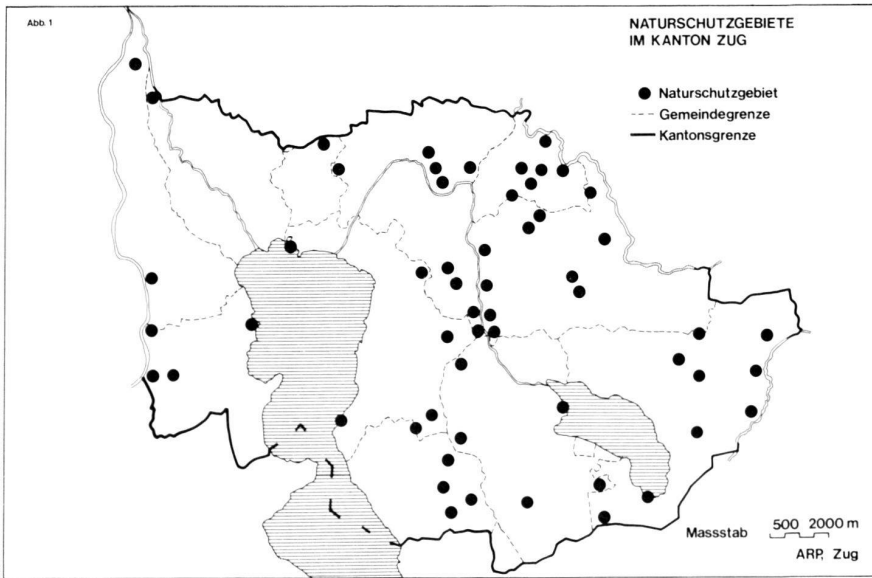 Abb. 1
NATURSCHUTZGEBIETE
IM KANTON ZUG
Naturschutzgebiet
Gemeindegrenze
Kantonsgrenze
Massstab 500 2000 m
ARP, Zug